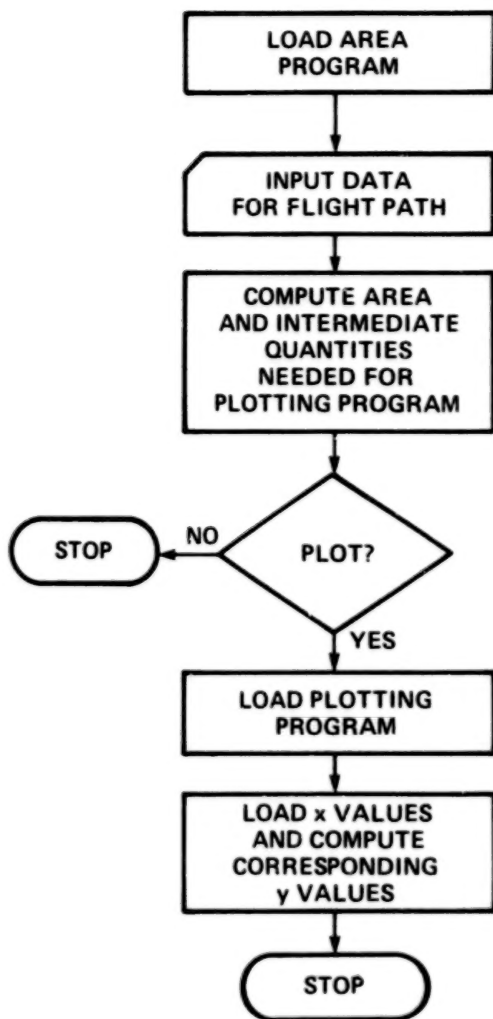 LOAD AREA
PROGRAM
INPUT DATA
FOR FLIGHT PATH
COMPUTE AREA
AND INTERMEDIATE
QUANTITIES
NEEDED FOR
PLOTTING PROGRAM
PLOT?
NO
STOP
YES
LOAD PLOTTING
PROGRAM
LOAD x VALUES
AND COMPUTE
CORRESPONDING
y VALUES
STOP